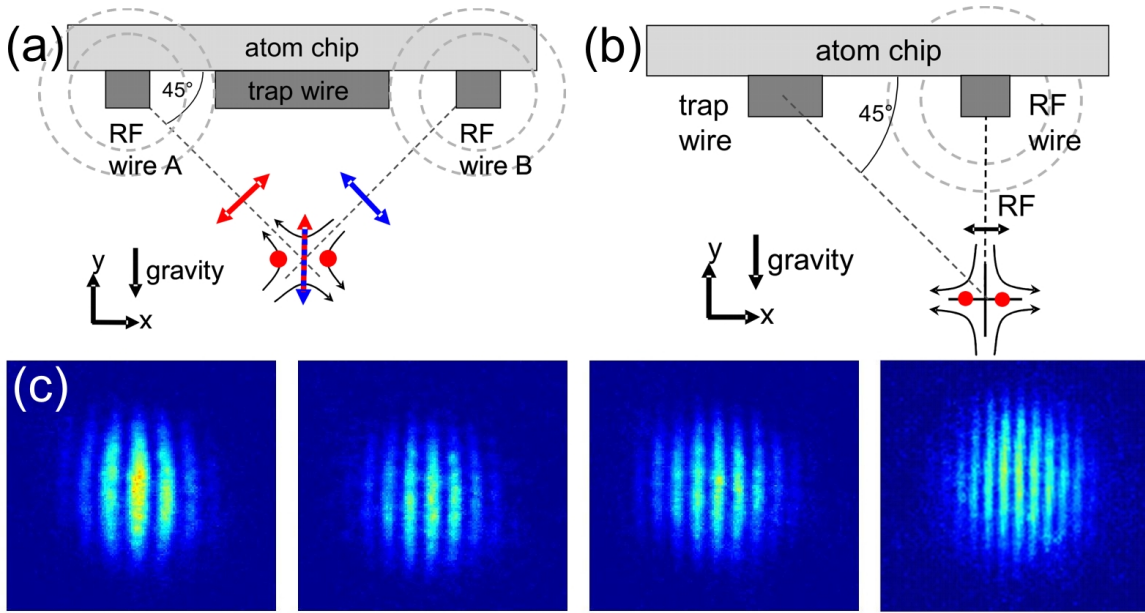 (a)
atom chip
45°
trap wire
RF
wire A
RF
wire B
y
gravity
x
(b)
atom chip
trap
wire
45°
RF
wire
RF
y
gravity
x
(c)